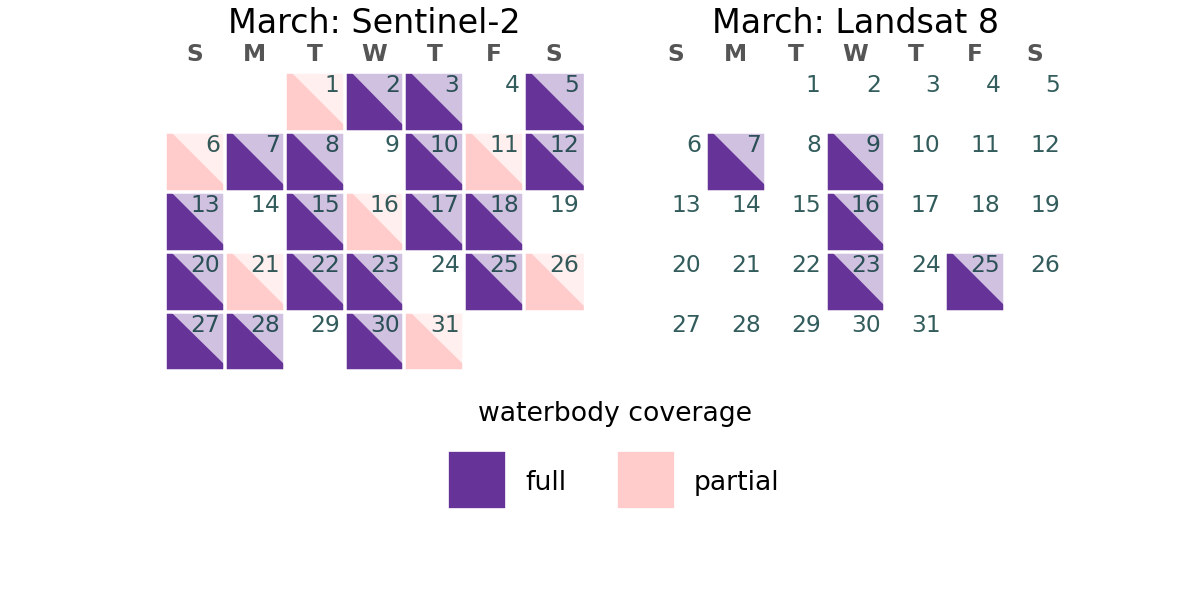 March: Sentinel-2
S M T W T F S
1 2 3 4 5
6 7 8 9 10 11 12
13 14 15 16 17 18 19
20 21 22 23 24 25 26
27 28 29 30 31
March: Landsat 8
S M T W T F S
1 2 3 4 5
6 7 8 9 10 11 12
13 14 15 16 17 18 19
20 21 22 23 24 25 26
27 28 29 30 31
waterbody coverage
full
partial